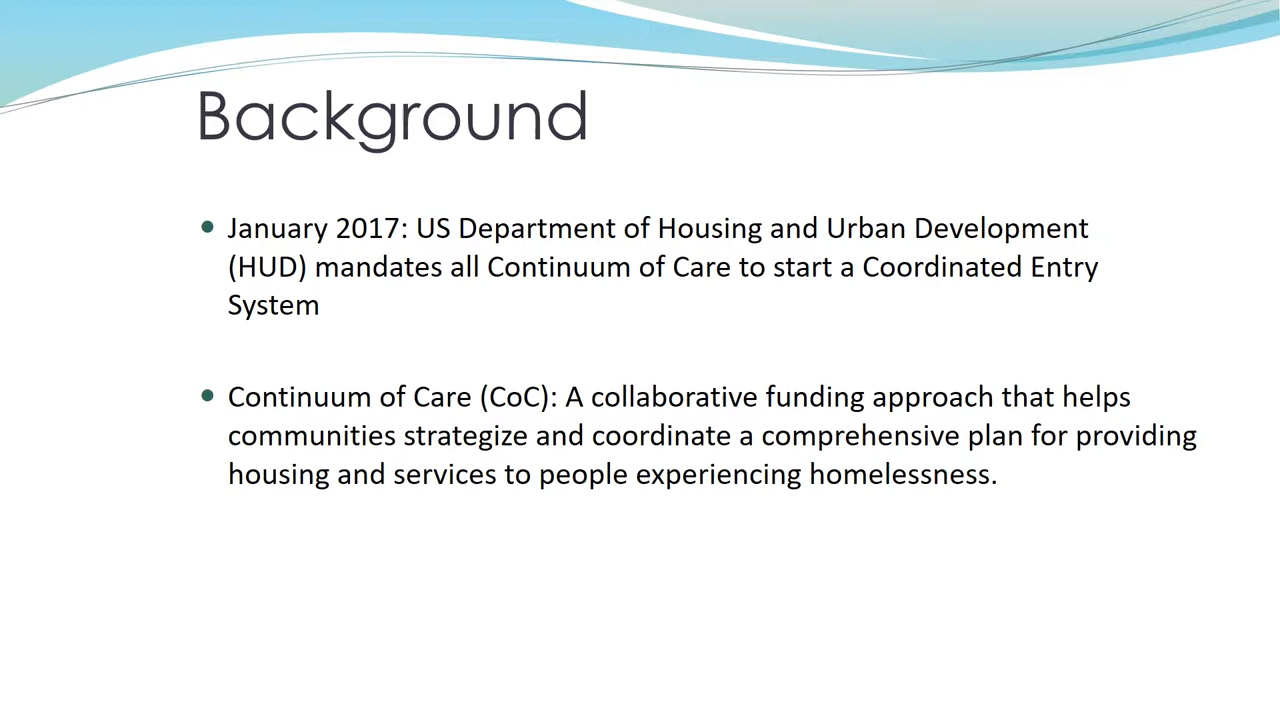 Background
• January 2017: US Department of Housing and Urban Development
(HUD) mandates all Continuum of Care to start a Coordinated Entry
System
• Continuum of Care (CoC): A collaborative funding approach that helps
communities strategize and coordinate a comprehensive plan for providing
housing and services to people experiencing homelessness.